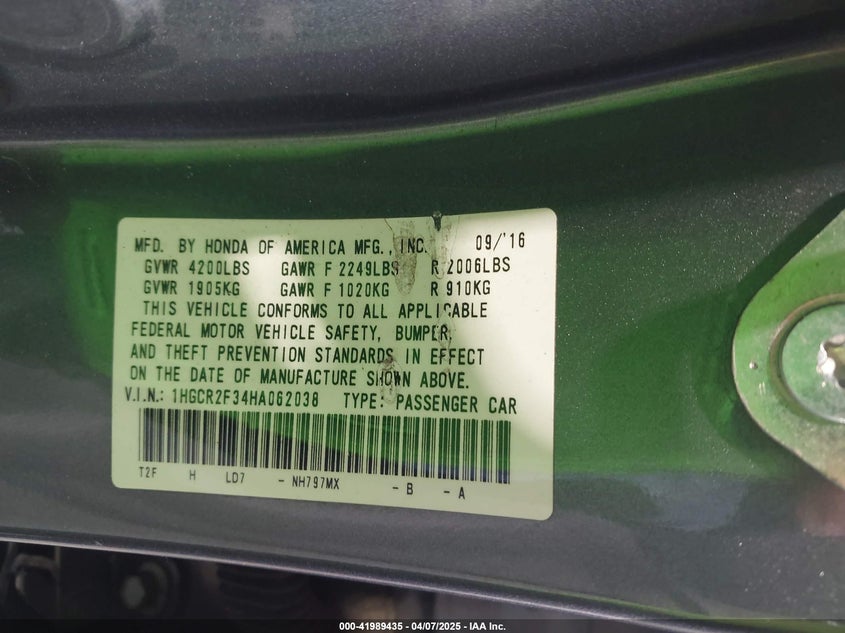 MFD. BY HONDA OF AMERICA MFG., INC. 09/'16
GVWR 4200LBS GAWR F 2249LBS R 2006LBS
GVWR 1905KG GAWR F 1020KG R 910KG
THIS VEHICLE CONFORMS TO ALL APPLICABLE
FEDERAL MOTOR VEHICLE SAFETY, BUMPER,
AND THEFT PREVENTION STANDARDS IN EFFECT
ON THE DATE OF MANUFACTURE SHOWN ABOVE.
V.I.N.: 1HGCR2F34HA062038 TYPE: PASSENGER CAR
T2F H LD7 - NH797MX - B - A
000-41989435 - 04/07/2025 - IAA Inc.